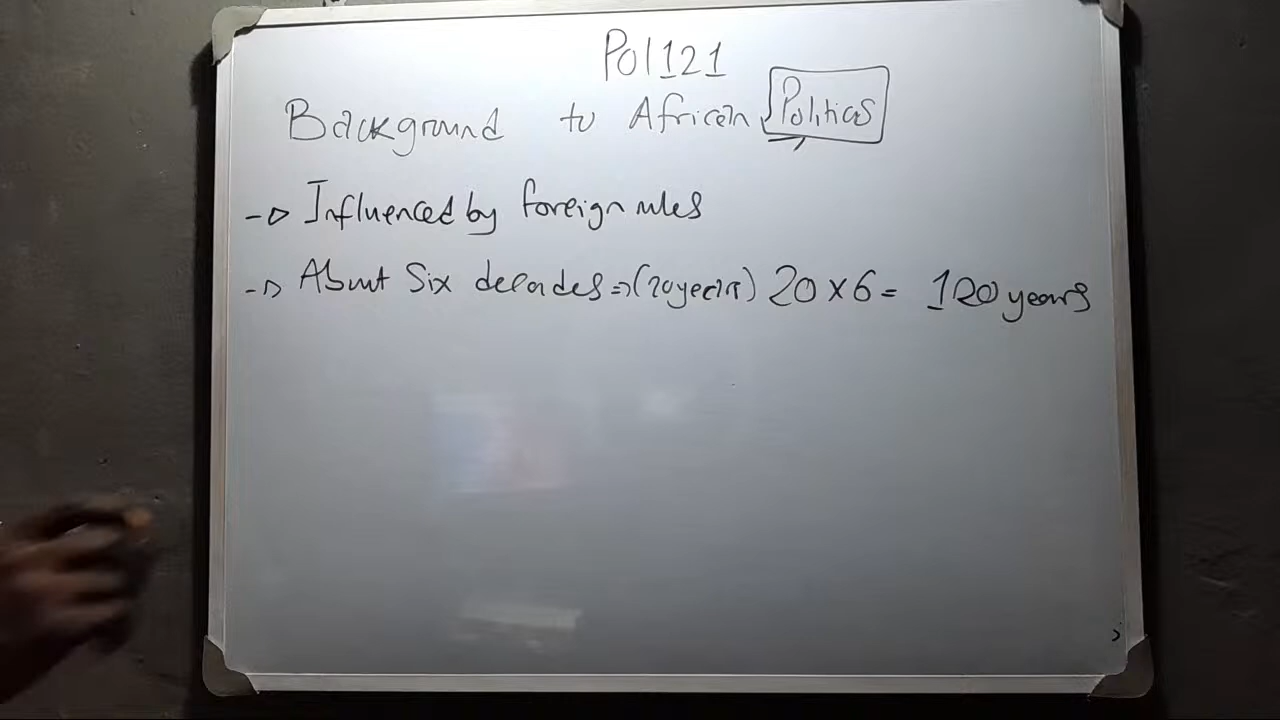 Pol121
Background to African Politics
-> Influenced by foreign rules
-> About Six decades => (20years) 20 x 6 = 120 years